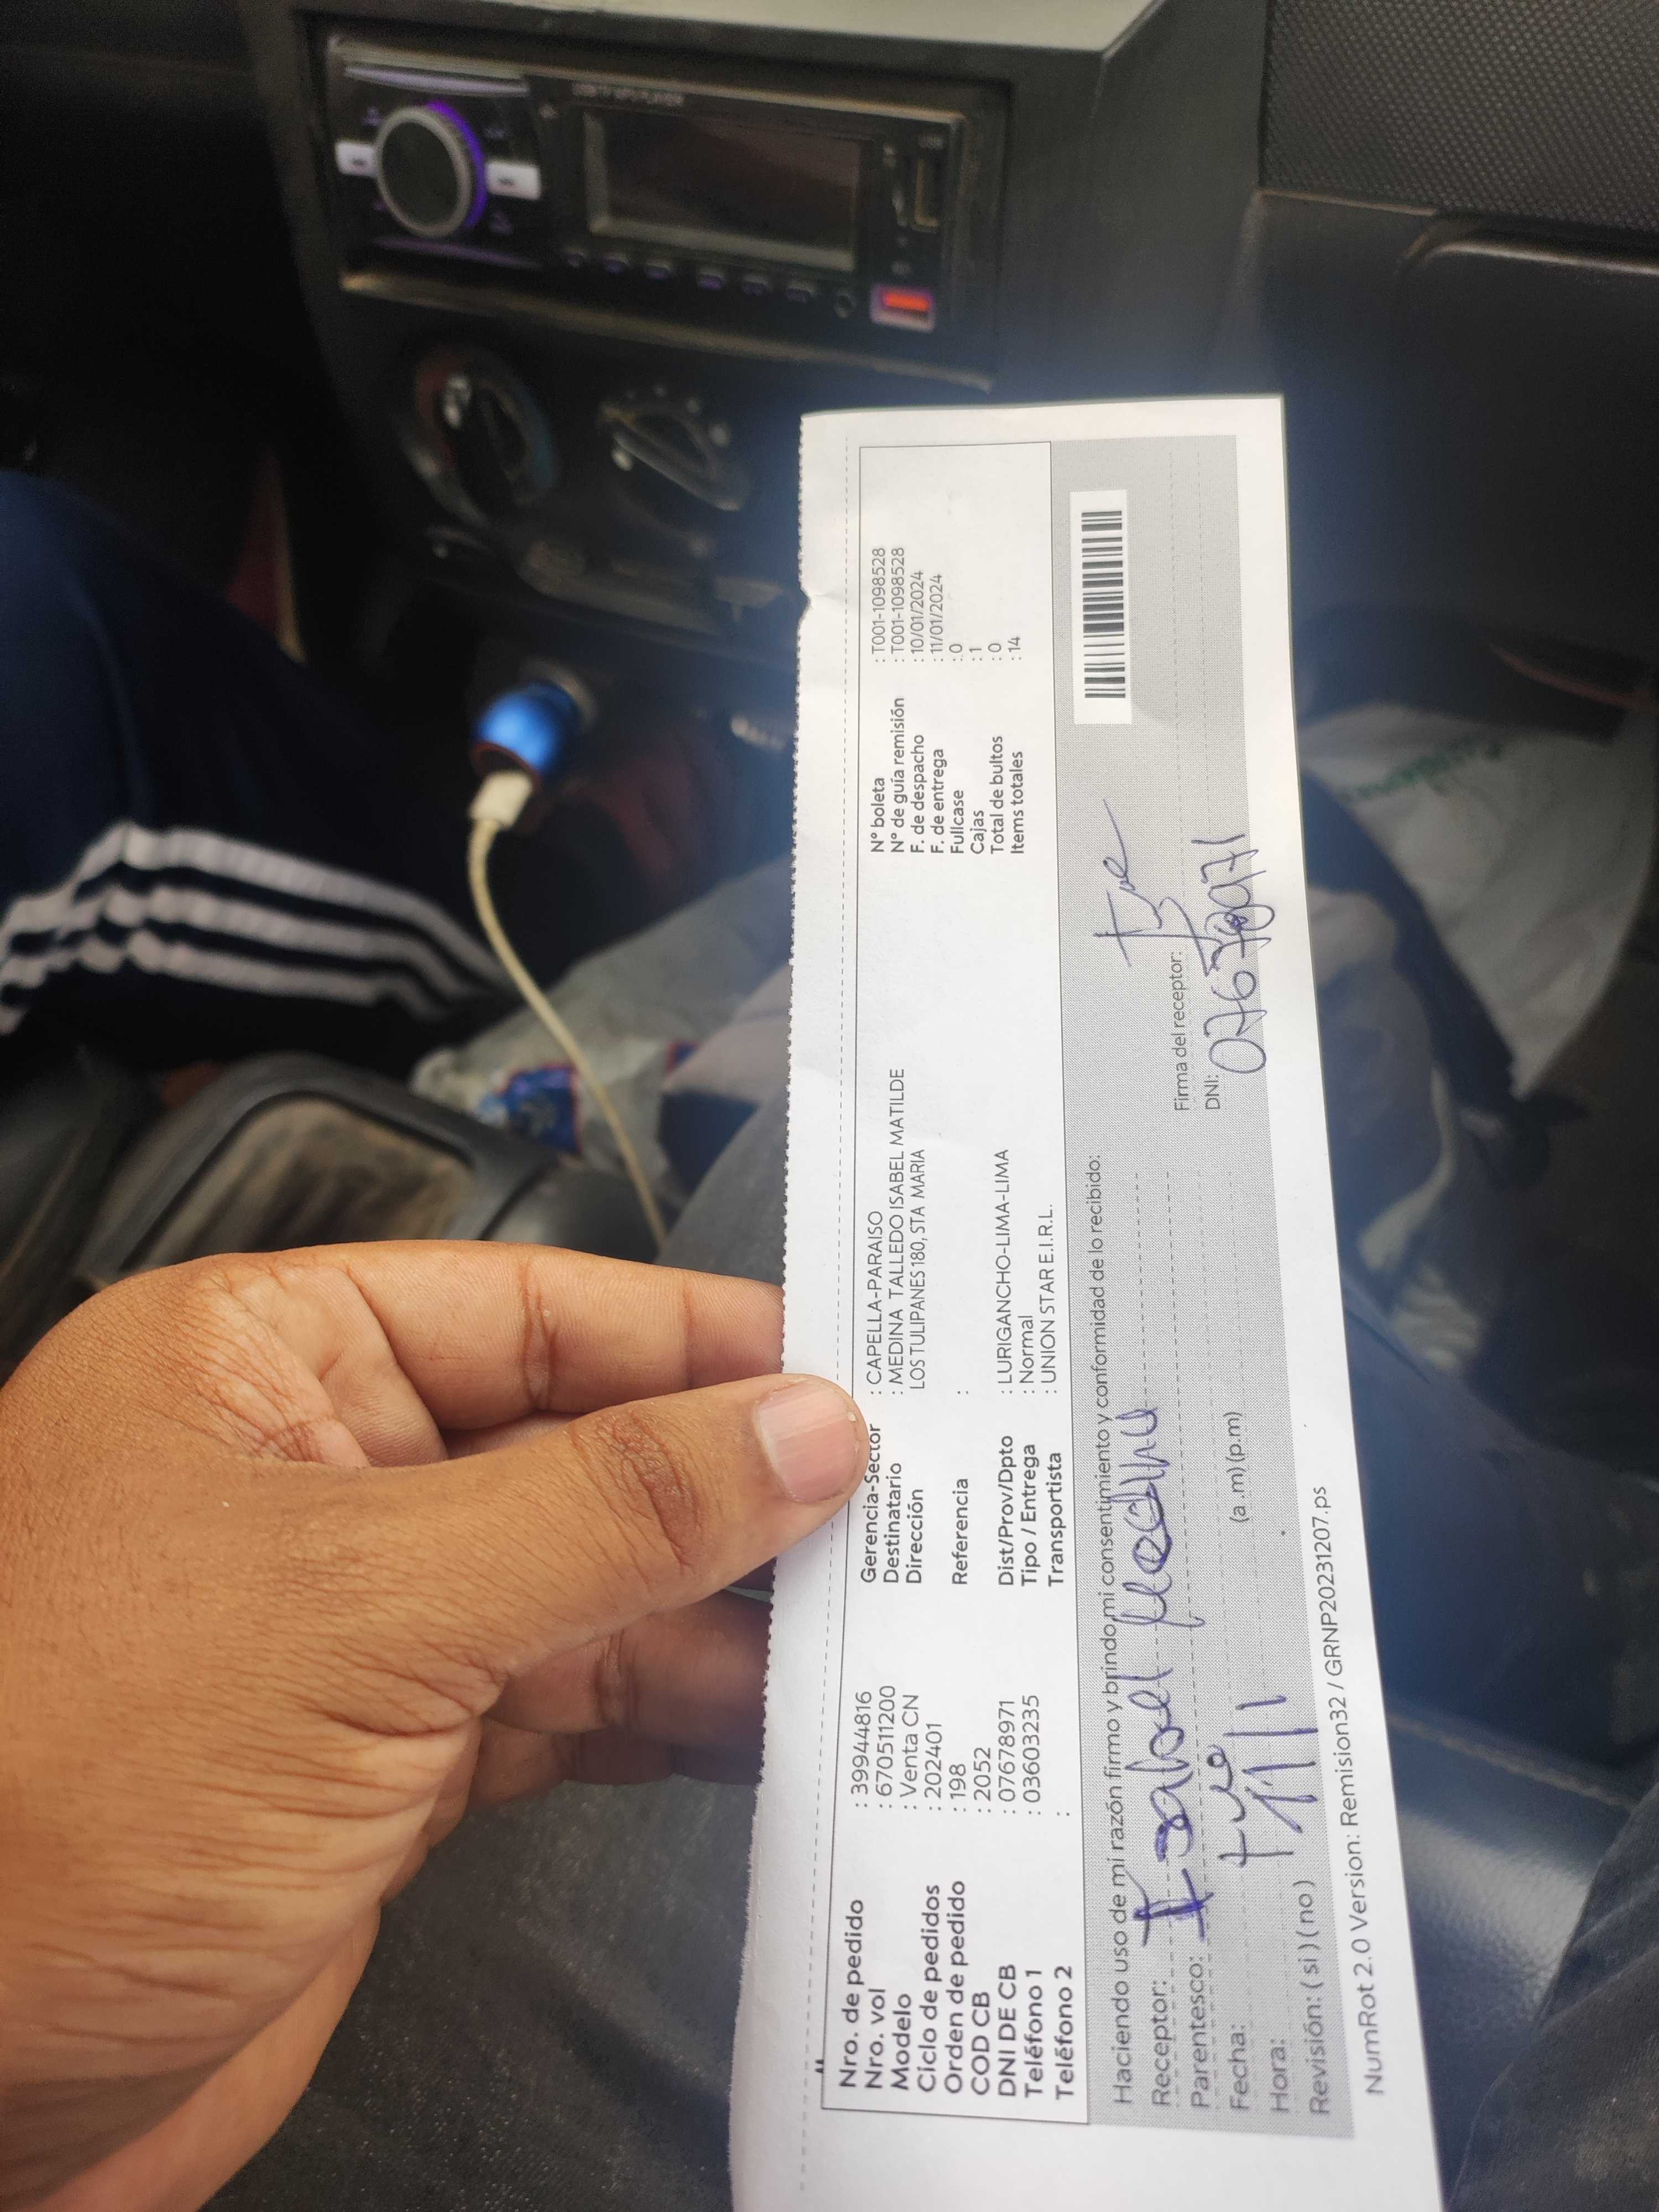 Nro. de pedido : 39944816
Nro. vol : 670511200
Modelo : Venta CN
Ciclo de pedidos : 202401
Orden de pedido : 198
COD CB : 2052
DNI DE CB : 07678971
Teléfono 1 : 03603235
Teléfono 2 :
Gerencia-Sector : CAPELLA-PARAISO
Destinatario : MEDINA TALLEDO ISABEL MATILDE
Dirección LOS TULIPANES 180, STA MARIA
Referencia :
Dist/Prov/Dpto : LURIGANCHO-LIMA-LIMA
Tipo / Entrega : Normal
Transportista : UNION STAR E.I.R.L.
N° boleta : T001-1098528
N° de guía remisión : T001-1098528
F. de despacho : 10/01/2024
F. de entrega : 11/01/2024
Fullcase : 0
Cajas : 1
Total de bultos : 0
Items totales : 14
Haciendo uso de mi razón firmo y brindo mi consentimiento y conformidad de lo recibido:
Receptor: Isabel Medina
Parentesco:
Fecha:
Hora: (a .m) (p.m)
Revisión: ( si ) ( no )
Firma del receptor:
DNI: 07678971
NumRot 2.0 Version: Remision32 / GRNP20231207.ps